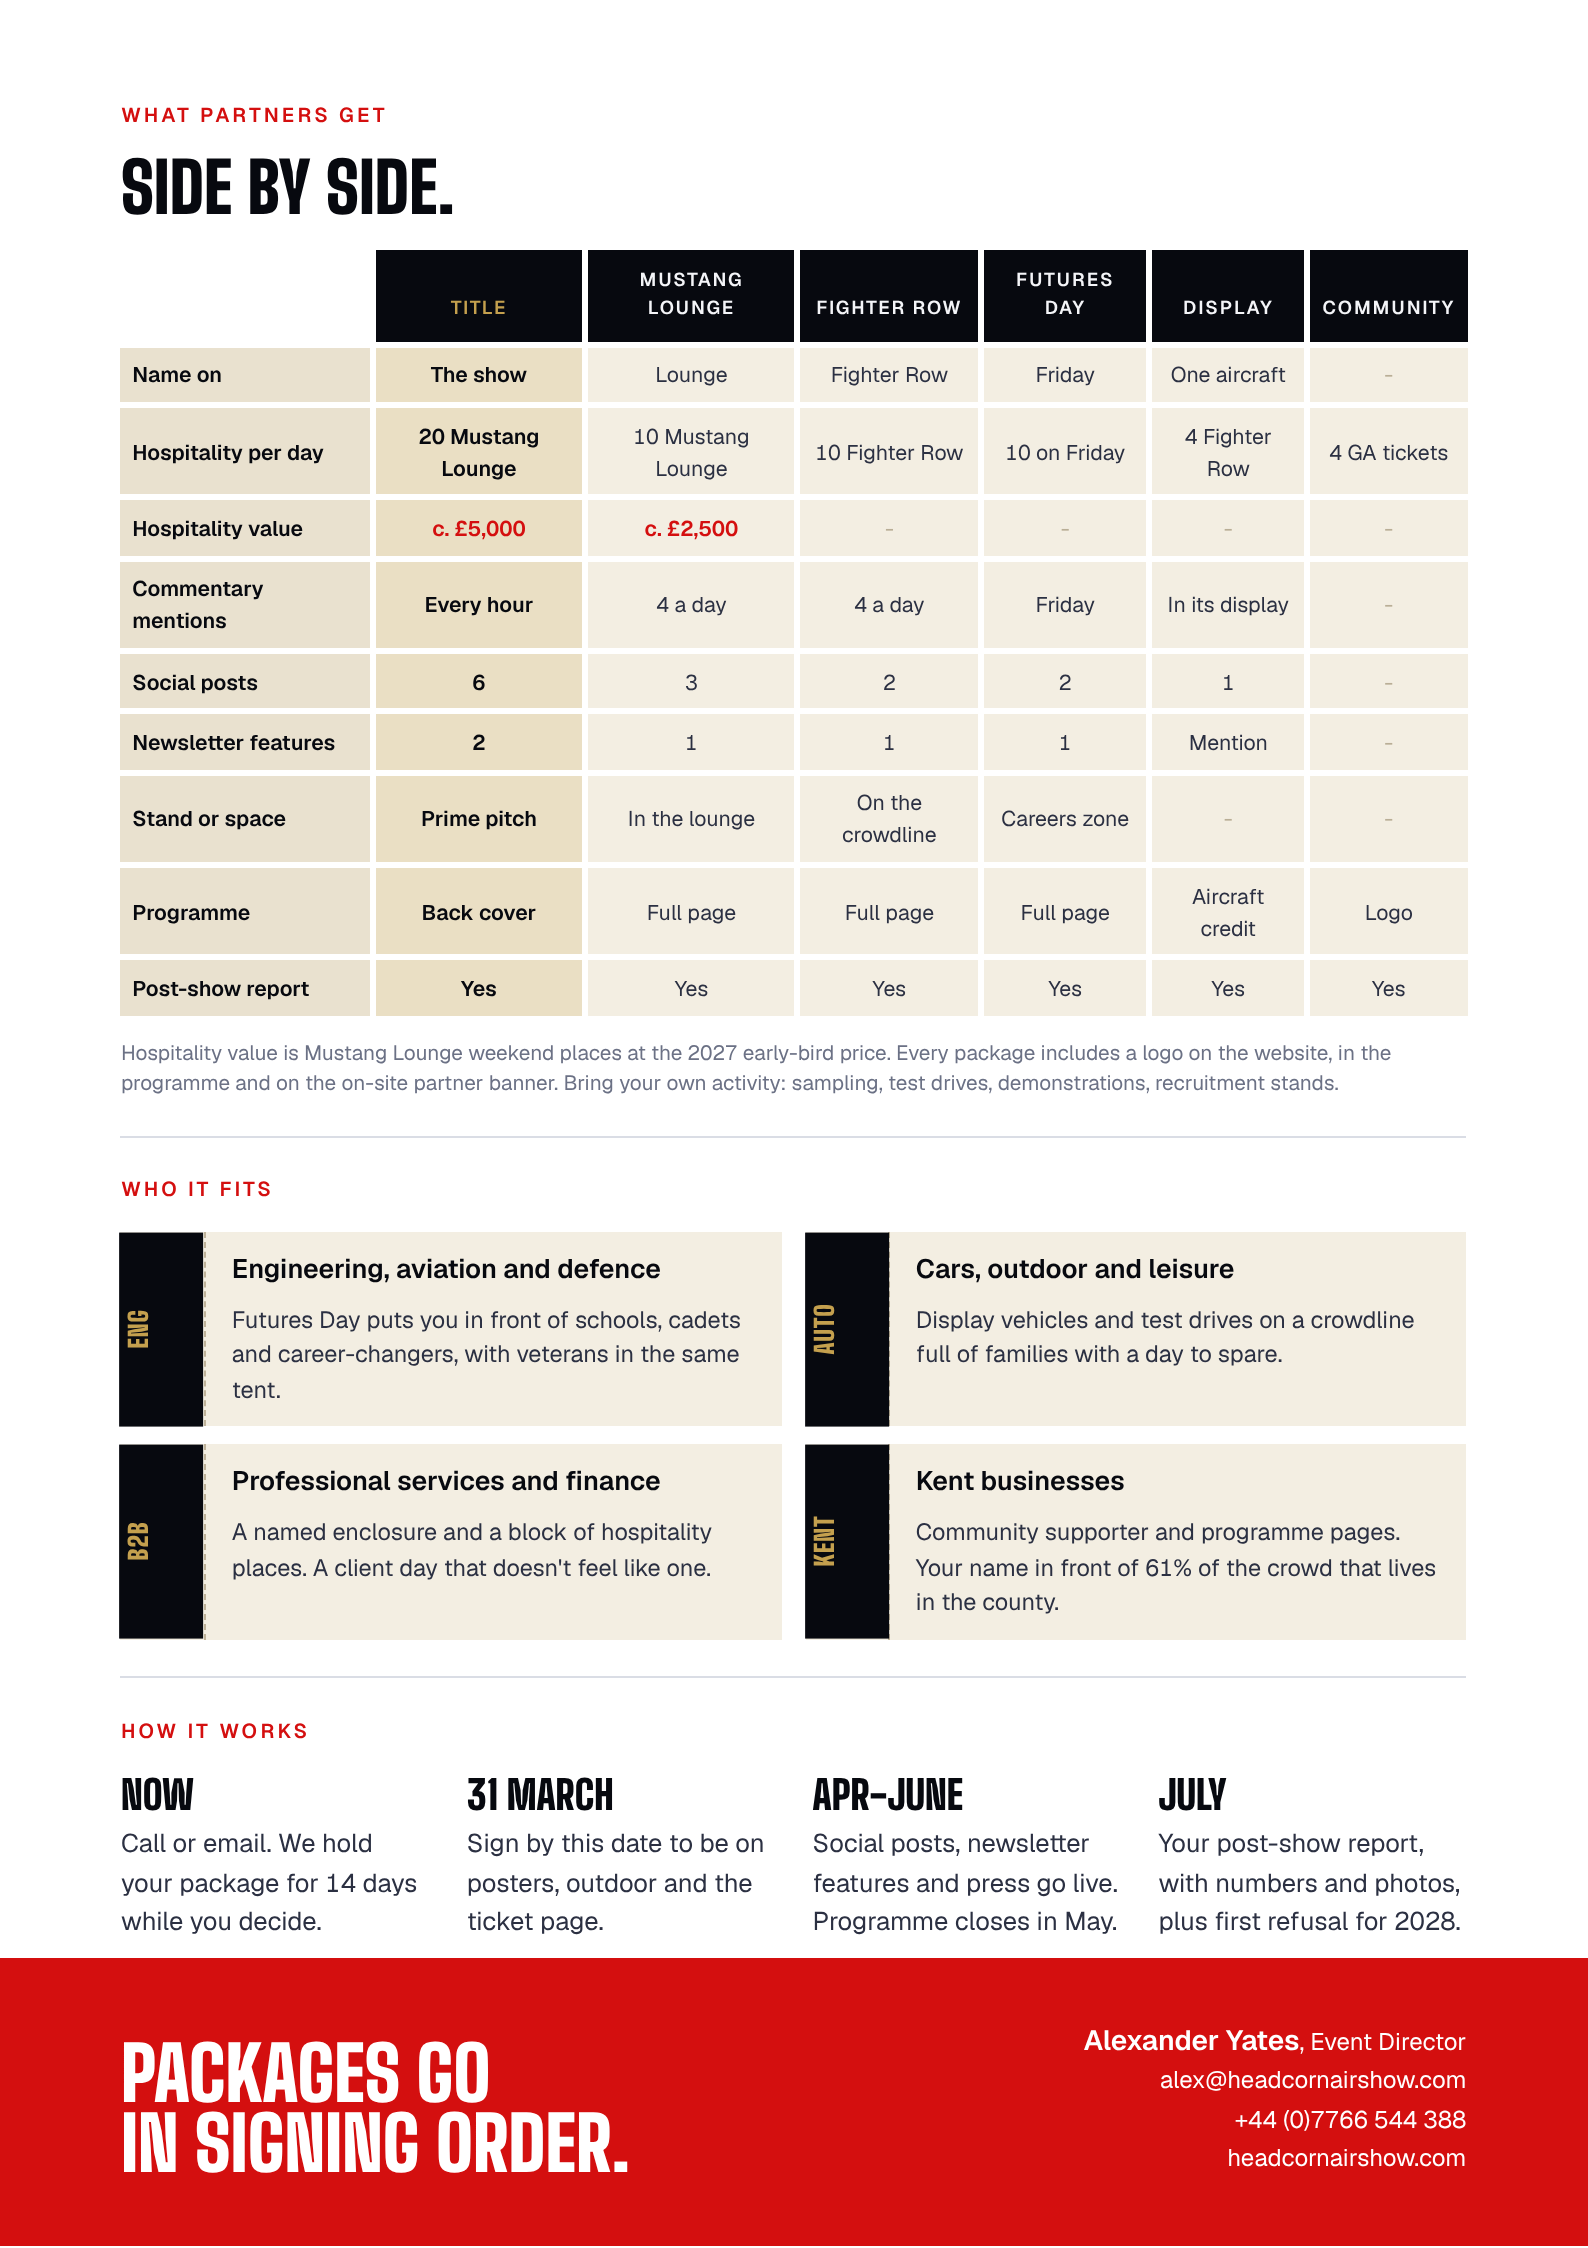 WHAT PARTNERS GET
SIDE BY SIDE.
TITLE
MUSTANG
LOUNGE
FIGHTER ROW
FUTURES
DAY
DISPLAY
COMMUNITY
Name on
The show
Lounge
Fighter Row
Friday
One aircraft
-
Hospitality per day
20 Mustang
Lounge
10 Mustang
Lounge
10 Fighter Row
10 on Friday
4 Fighter
Row
4 GA tickets
Hospitality value
c. £5,000
c. £2,500
-
-
-
-
Commentary
mentions
Every hour
4 a day
4 a day
Friday
In its display
-
Social posts
6
3
2
2
1
-
Newsletter features
2
1
1
1
Mention
-
Stand or space
Prime pitch
In the lounge
On the
crowdline
Careers zone
-
-
Programme
Back cover
Full page
Full page
Full page
Aircraft
credit
Logo
Post-show report
Yes
Yes
Yes
Yes
Yes
Yes
Hospitality value is Mustang Lounge weekend places at the 2027 early-bird price. Every package includes a logo on the website, in the
programme and on the on-site partner banner. Bring your own activity: sampling, test drives, demonstrations, recruitment stands.
WHO IT FITS
ENG
Engineering, aviation and defence
Futures Day puts you in front of schools, cadets
and career-changers, with veterans in the same
tent.
AUTO
Cars, outdoor and leisure
Display vehicles and test drives on a crowdline
full of families with a day to spare.
B2B
Professional services and finance
A named enclosure and a block of hospitality
places. A client day that doesn't feel like one.
KENT
Kent businesses
Community supporter and programme pages.
Your name in front of 61% of the crowd that lives
in the county.
HOW IT WORKS
NOW
Call or email. We hold
your package for 14 days
while you decide.
31 MARCH
Sign by this date to be on
posters, outdoor and the
ticket page.
APR–JUNE
Social posts, newsletter
features and press go live.
Programme closes in May.
JULY
Your post-show report,
with numbers and photos,
plus first refusal for 2028.
PACKAGES GO
IN SIGNING ORDER.
Alexander Yates, Event Director
alex@headcornairshow.com
+44 (0)7766 544 388
headcornairshow.com